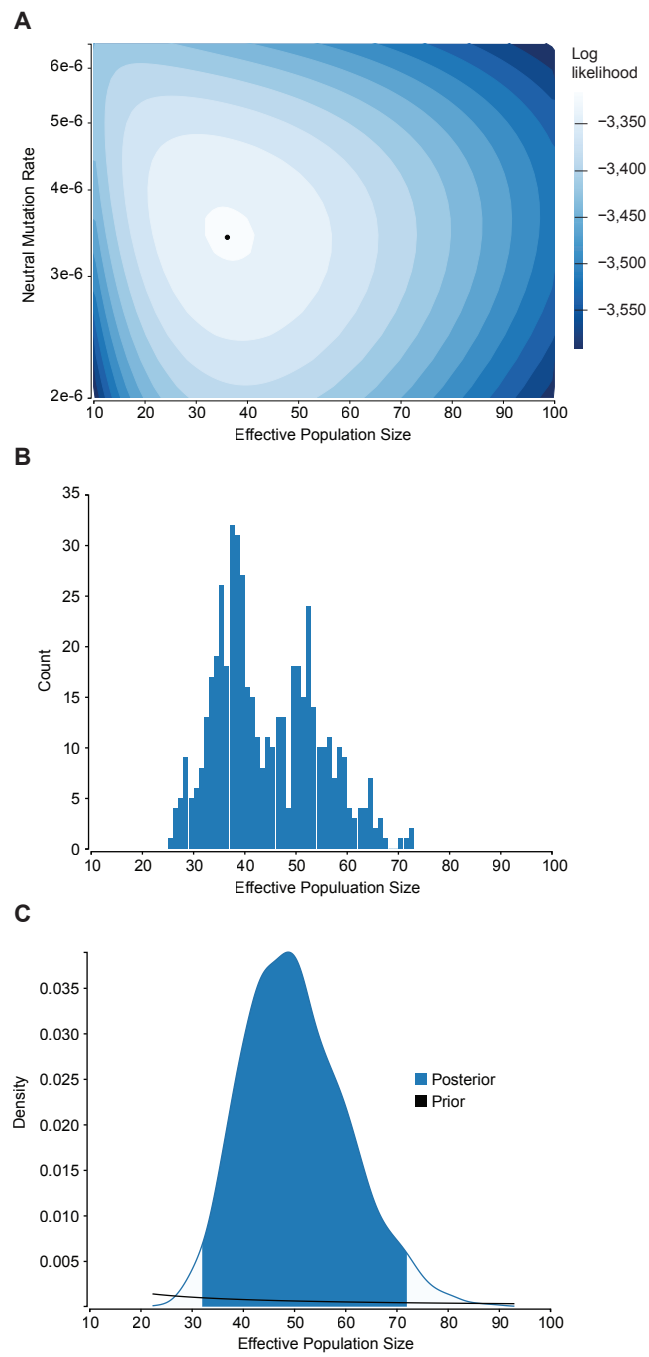 A
Log
likelihood
6e-6
5e-6
4e-6
3e-6
2e-6
Neutral Mutation Rate
−3,350
−3,400
−3,450
−3,500
−3,550
10 20 30 40 50 60 70 80 90 100
Effective Population Size
B
35
30
25
20
15
10
5
0
Count
10 20 30 40 50 60 70 80 90 100
Effective Populuation Size
C
0.035
0.030
0.025
0.020
0.015
0.010
0.005
Density
Posterior
Prior
10 20 30 40 50 60 70 80 90 100
Effective Population Size